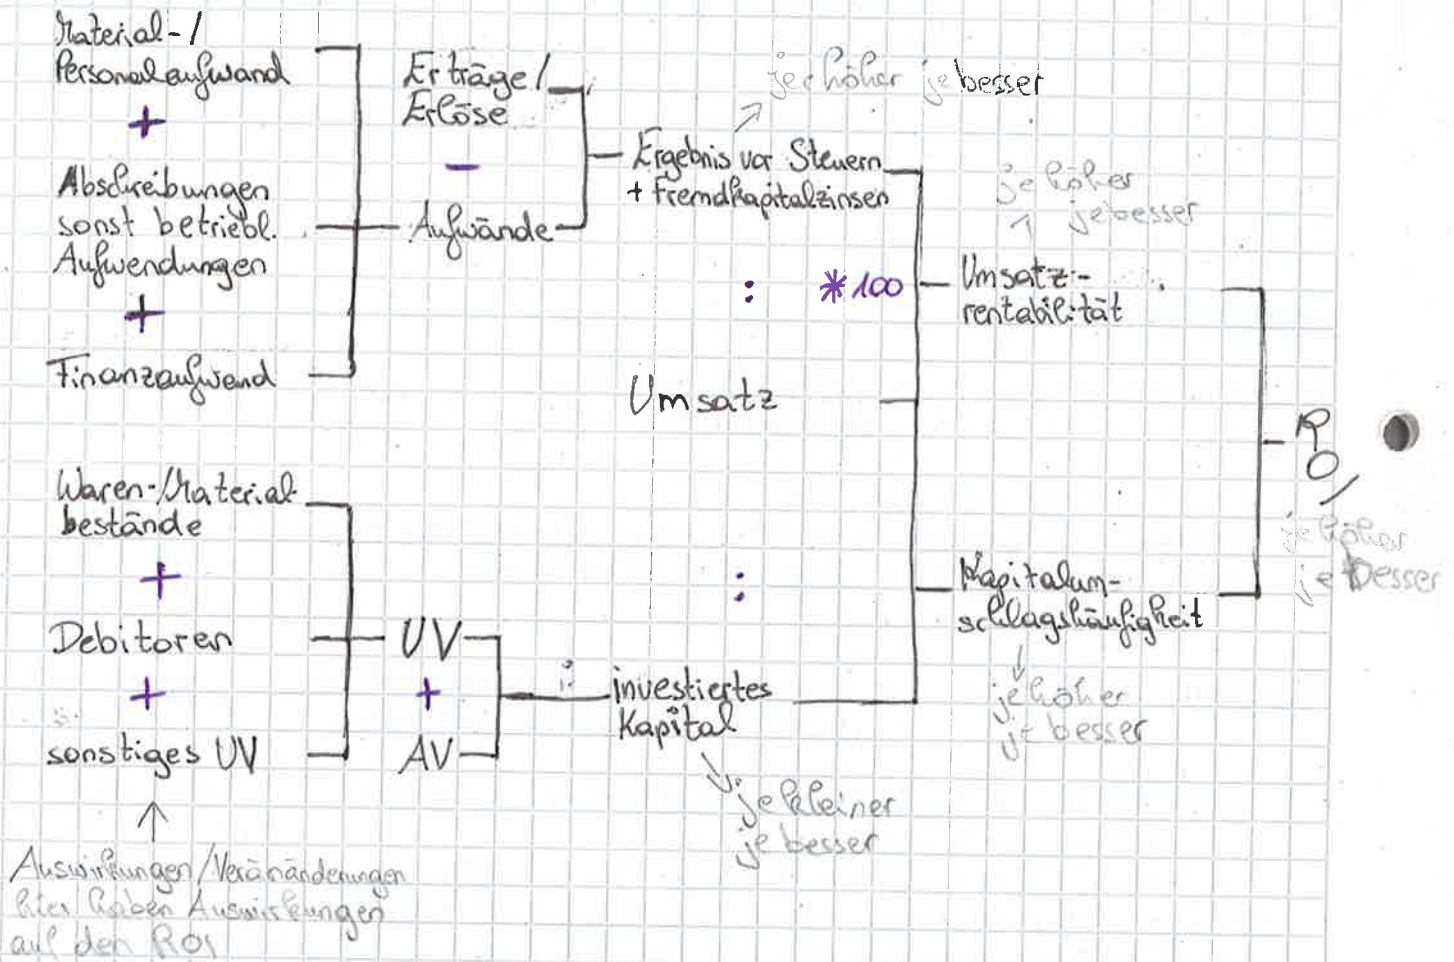 Material-/
Personalaufwand
+
Abschreibungen
sonst betriebl.
Aufwendungen
+
Finanzaufwand
Erträge/
Erlöse
-
Aufwände
je höher je besser
Ergebnis vor Steuern
+ Fremdkapitalzinsen
: *100
Umsatz
:
je höher
je besser
Umsatz-
rentabilität
R
O
I
je höher
je besser
Waren-/Material-
bestände
+
Debitoren
+
sonstiges UV
UV
+
AV
investiertes
Kapital
je kleiner
je besser
Kapitalum-
schlagshäufigkeit
je höher
je besser
Auswirkungen/Veränänderungen
hier haben Auswirkungen
auf den ROI